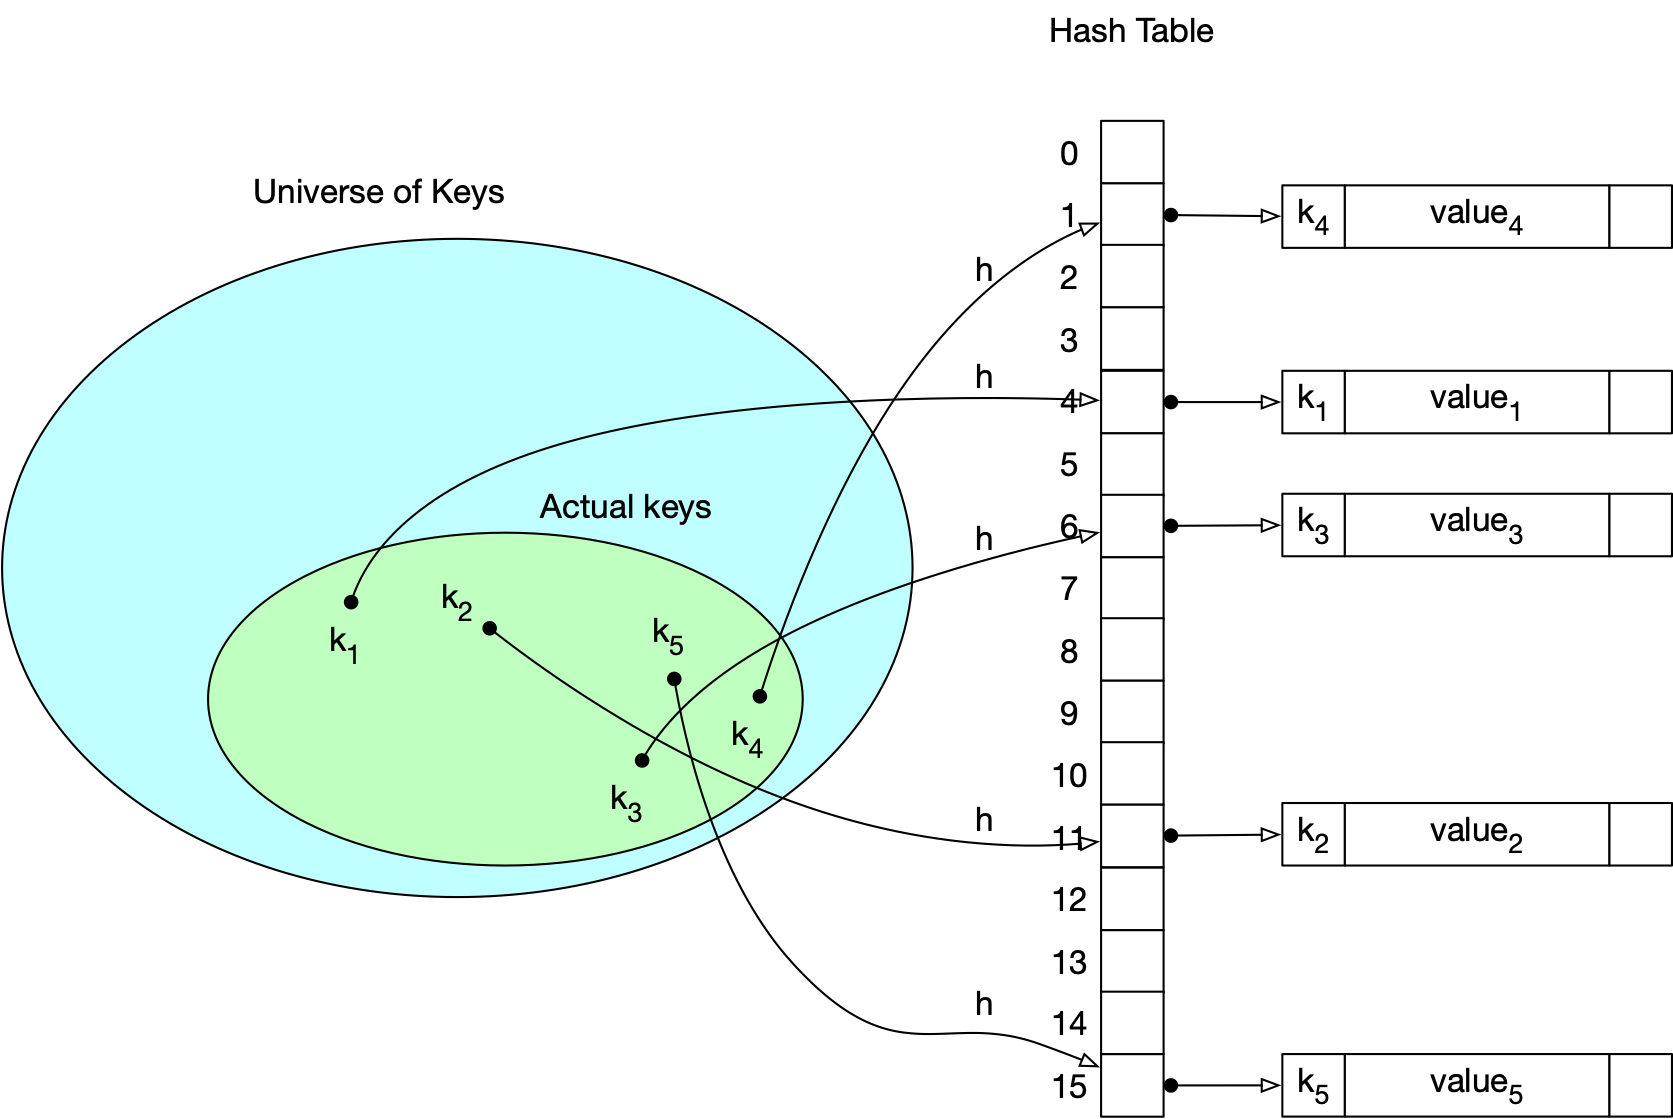 Hash Table
Universe of Keys
Actual keys
k₁
k₂
k₅
k₄
k₃
h
h
h
h
h
0
1
2
3
4
5
6
7
8
9
10
11
12
13
14
15
k₄ value₄
k₁ value₁
k₃ value₃
k₂ value₂
k₅ value₅